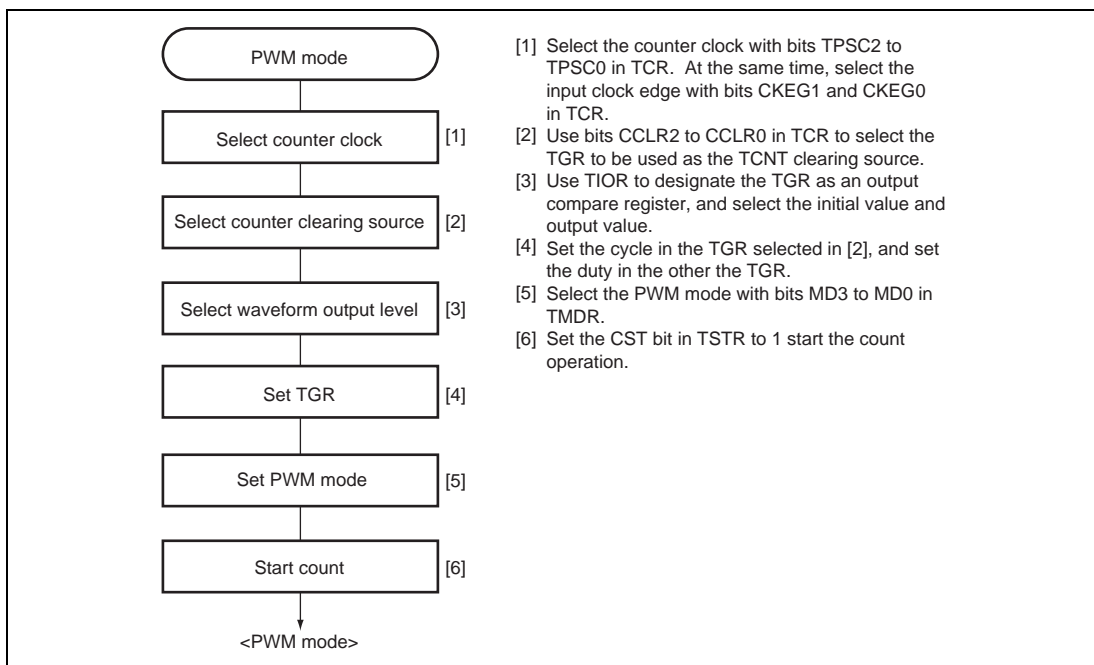 PWM mode
Select counter clock [1]
Select counter clearing source [2]
Select waveform output level [3]
Set TGR [4]
Set PWM mode [5]
Start count [6]
<PWM mode>
[1] Select the counter clock with bits TPSC2 to
TPSC0 in TCR. At the same time, select the
input clock edge with bits CKEG1 and CKEG0
in TCR.
[2] Use bits CCLR2 to CCLR0 in TCR to select the
TGR to be used as the TCNT clearing source.
[3] Use TIOR to designate the TGR as an output
compare register, and select the initial value and
output value.
[4] Set the cycle in the TGR selected in [2], and set
the duty in the other the TGR.
[5] Select the PWM mode with bits MD3 to MD0 in
TMDR.
[6] Set the CST bit in TSTR to 1 start the count
operation.